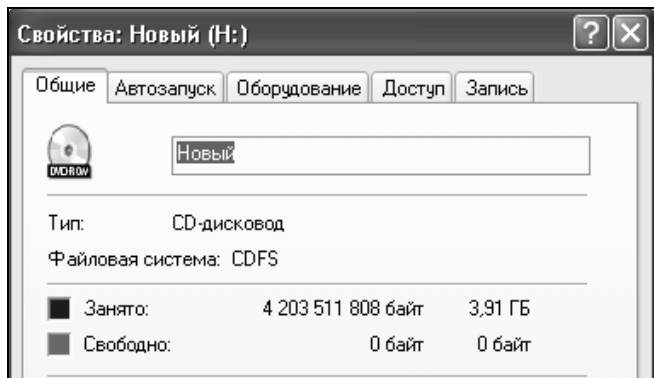 Свойства: Новый (H:)
Общие Автозапуск Оборудование Доступ Запись
DVD-ROM
Новый
Тип: CD-дисковод
Файловая система: CDFS
Занято: 4 203 511 808 байт 3,91 ГБ
Свободно: 0 байт 0 байт